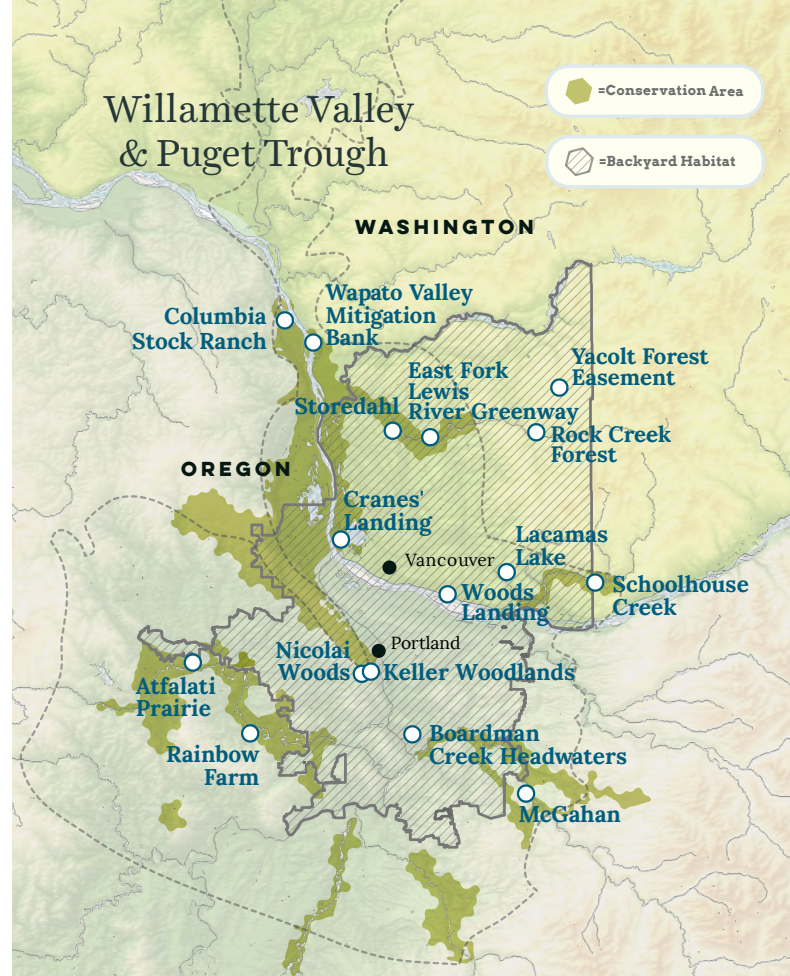 Willamette Valley
& Puget Trough
=Conservation Area
=Backyard Habitat
WASHINGTON
Columbia
Stock Ranch
Wapato Valley
Mitigation
Bank
Yacolt Forest
Easement
East Fork
Lewis
River Greenway
Storedahl
Rock Creek
Forest
OREGON
Cranes'
Landing
Lacamas
Lake
Vancouver
Woods
Landing
Schoolhouse
Creek
Portland
Nicolai
Woods
Keller Woodlands
Atfalati
Prairie
Rainbow
Farm
Boardman
Creek Headwaters
McGahan